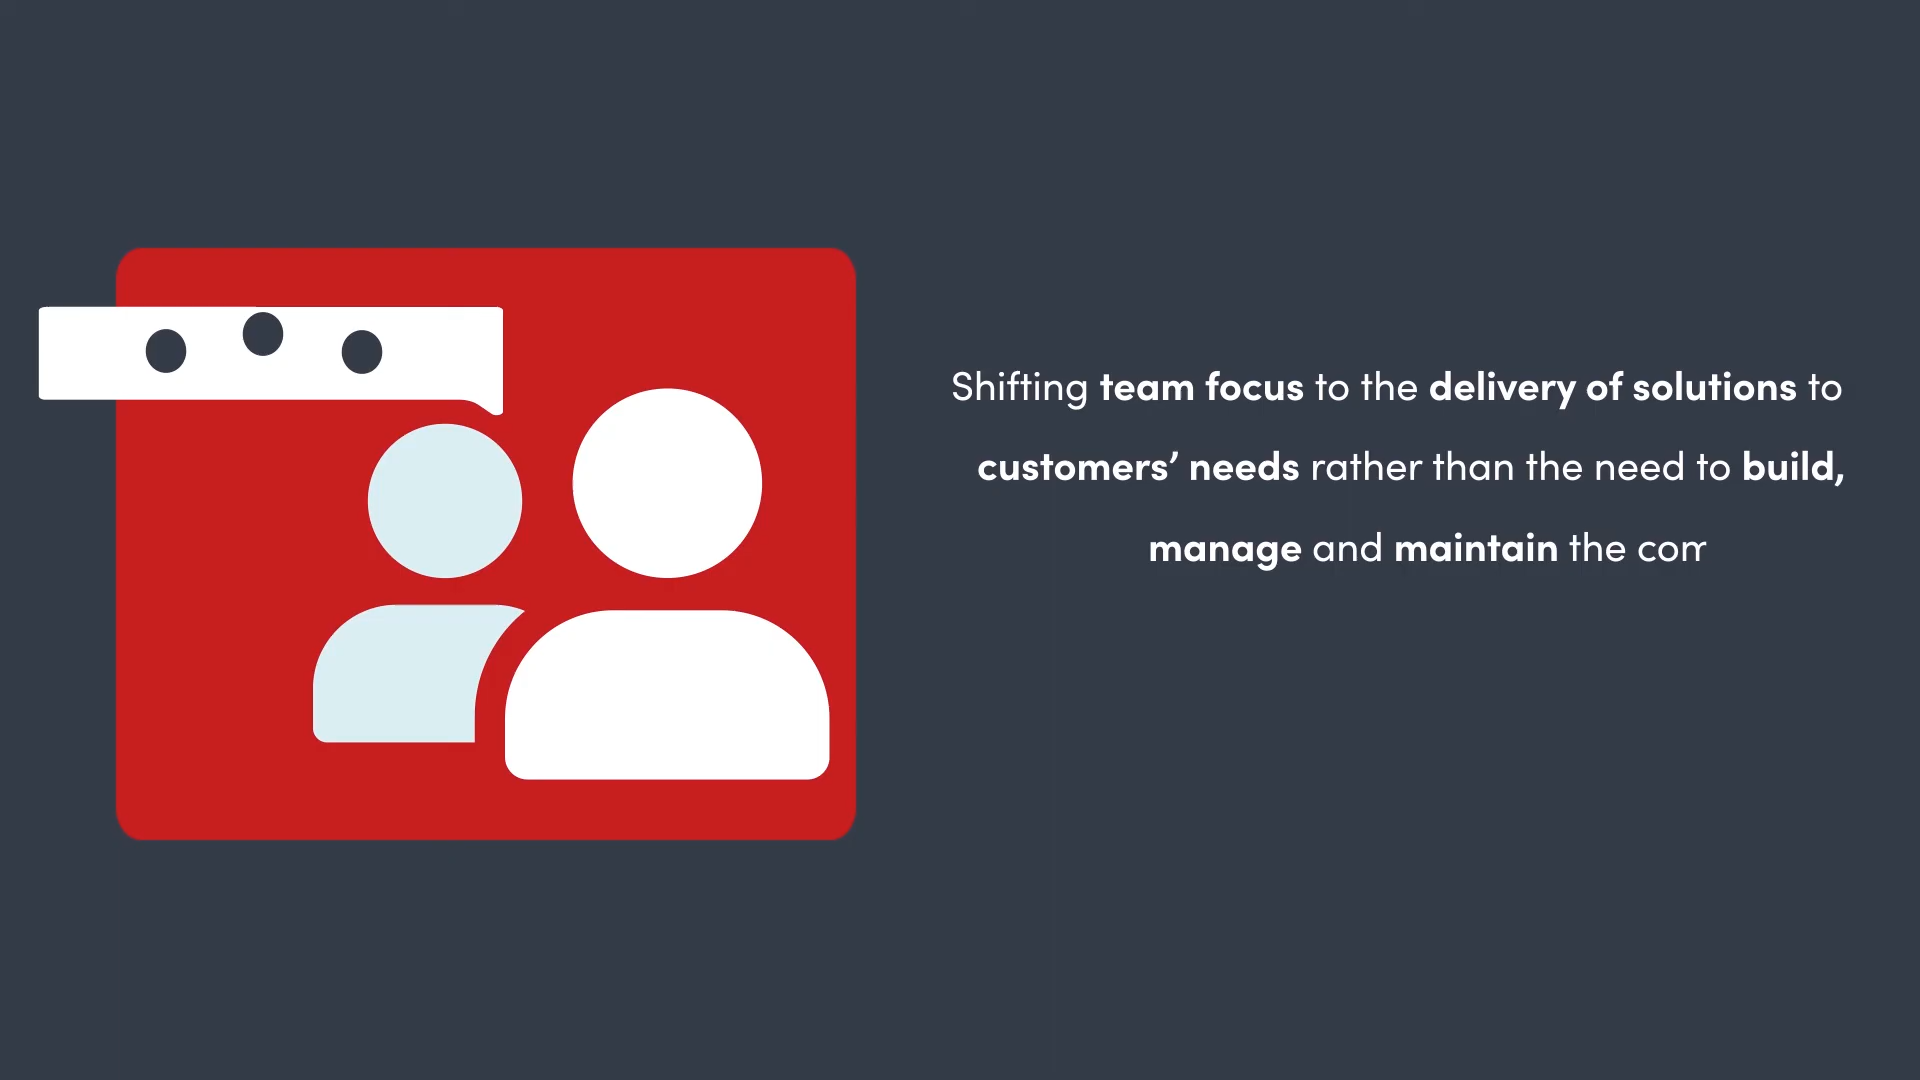 Shifting team focus to the delivery of solutions to
customers’ needs rather than the need to build,
manage and maintain the